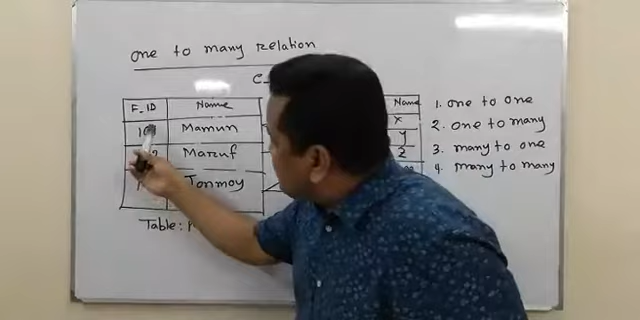 one to many relation
F_ID Name
Mamun
Maruf
Tonmoy
Table:
Name
x
y
z
1. one to one
2. one to many
3. many to one
4. many to many